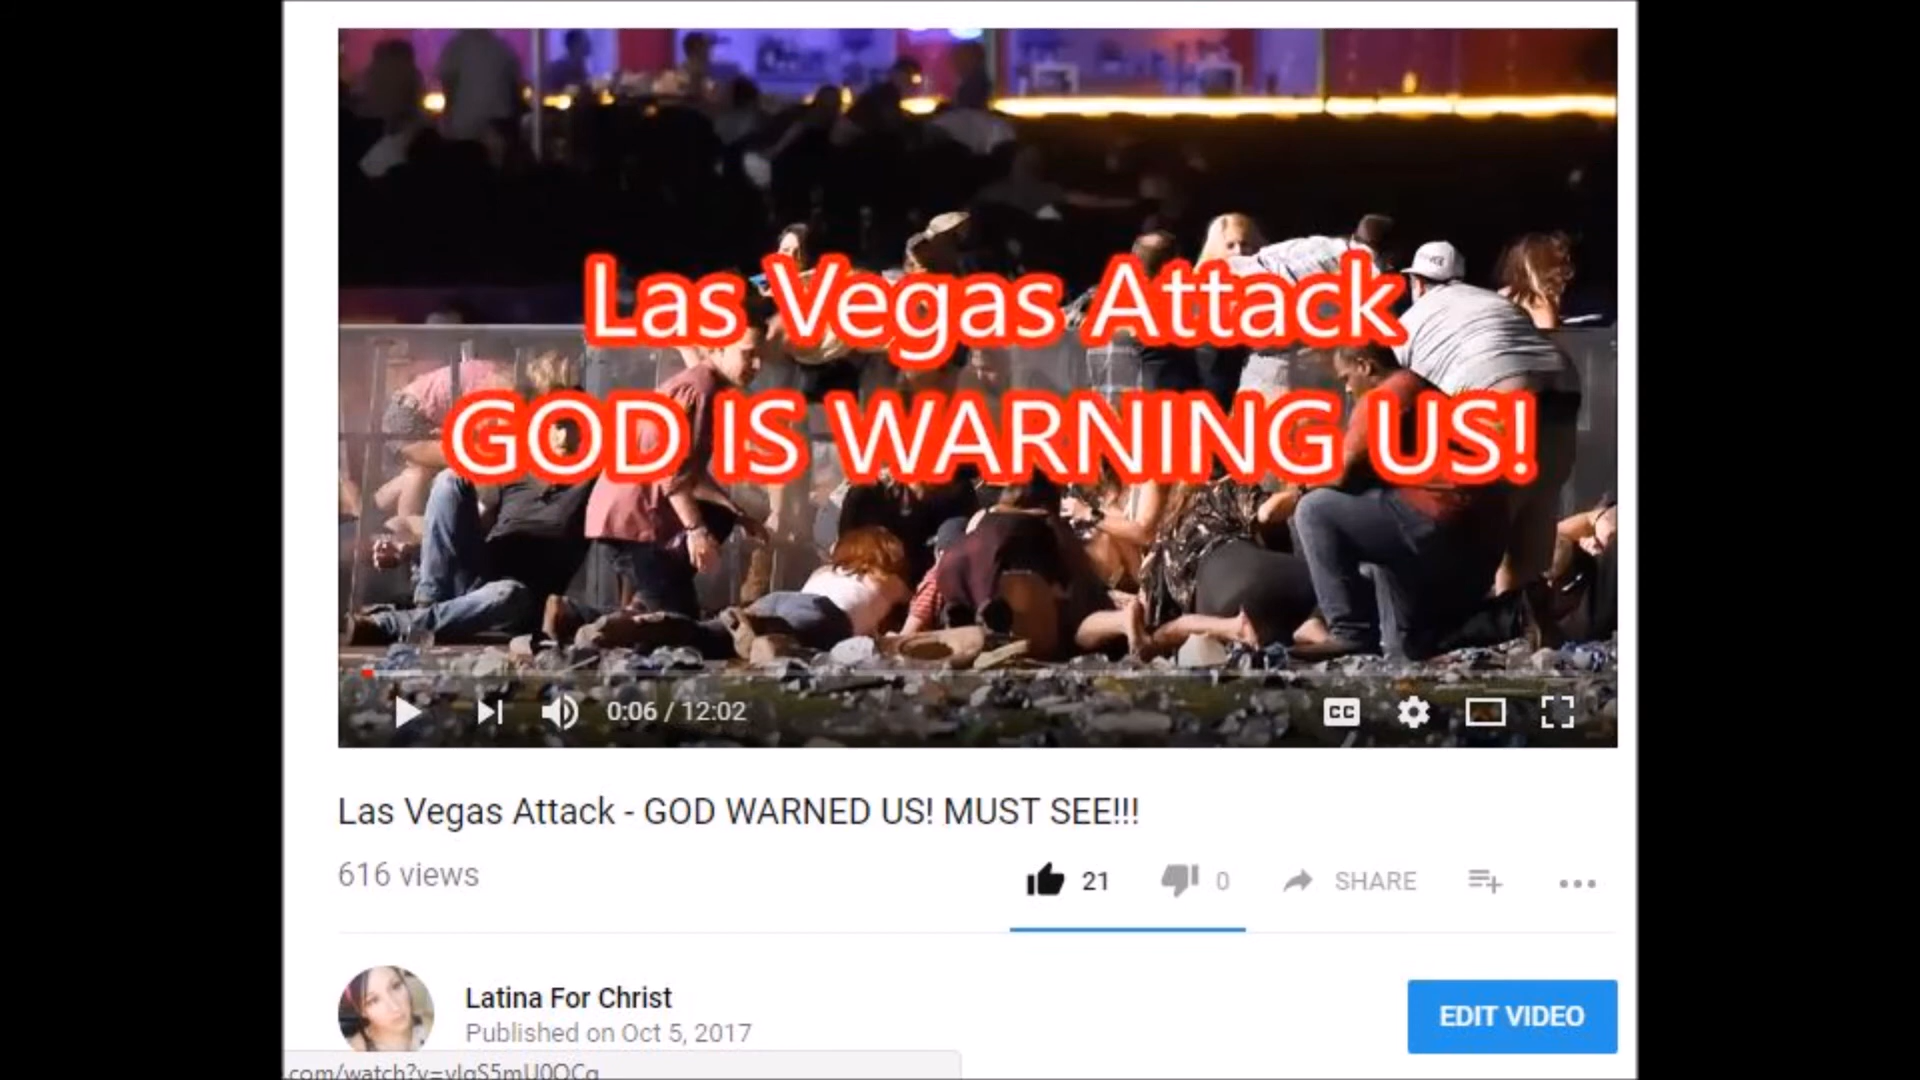 Las Vegas Attack
GOD IS WARNING US!
0:06 / 12:02
CC
Las Vegas Attack - GOD WARNED US! MUST SEE!!!
616 views
21
0
SHARE
Latina For Christ
Published on Oct 5, 2017
EDIT VIDEO